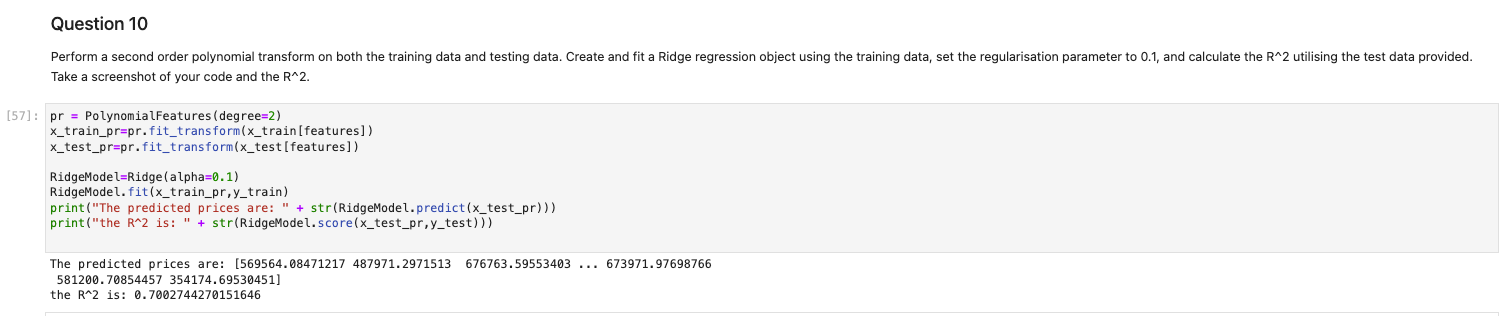 Question 10
Perform a second order polynomial transform on both the training data and testing data. Create and fit a Ridge regression object using the training data, set the regularisation parameter to 0.1, and calculate the R^2 utilising the test data provided.
Take a screenshot of your code and the R^2.
[57]: pr = PolynomialFeatures(degree=2)
x_train_pr=pr.fit_transform(x_train[features])
x_test_pr=pr.fit_transform(x_test[features])
RidgeModel=Ridge(alpha=0.1)
RidgeModel.fit(x_train_pr,y_train)
print("The predicted prices are: " + str(RidgeModel.predict(x_test_pr)))
print("the R^2 is: " + str(RidgeModel.score(x_test_pr,y_test)))
The predicted prices are: [569564.08471217 487971.2971513  676763.59553403 ... 673971.97698766
 581200.70854457 354174.69530451]
the R^2 is: 0.7002744270151646